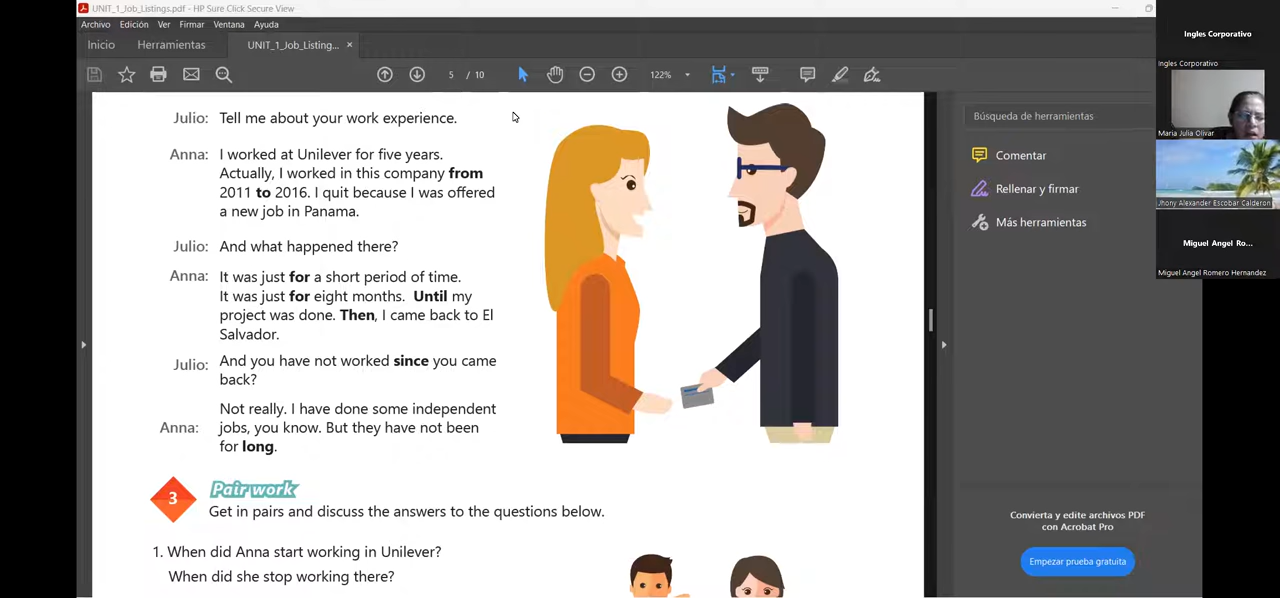 UNIT_1_Job_Listings.pdf - HP Sure Click Secure View
Archivo Edición Ver Firmar Ventana Ayuda
Inicio Herramientas UNIT_1_Job_Listing... ×
5 / 10 122%
Julio: Tell me about your work experience.
Anna: I worked at Unilever for five years.
Actually, I worked in this company from
2011 to 2016. I quit because I was offered
a new job in Panama.
Julio: And what happened there?
Anna: It was just for a short period of time.
It was just for eight months. Until my
project was done. Then, I came back to El
Salvador.
Julio: And you have not worked since you came
back?
Anna: Not really. I have done some independent
jobs, you know. But they have not been
for long.
3 Pair work
Get in pairs and discuss the answers to the questions below.
1. When did Anna start working in Unilever?
When did she stop working there?
Búsqueda de herramientas
Comentar
Rellenar y firmar
Más herramientas
Convierta y edite archivos PDF
con Acrobat Pro
Empezar prueba gratuita
Ingles Corporativo
Ingles Corporativo
Maria Julia Olivar
Jhony Alexander Escobar Calderon
Miguel Angel Ro...
Miguel Angel Romero Hernandez